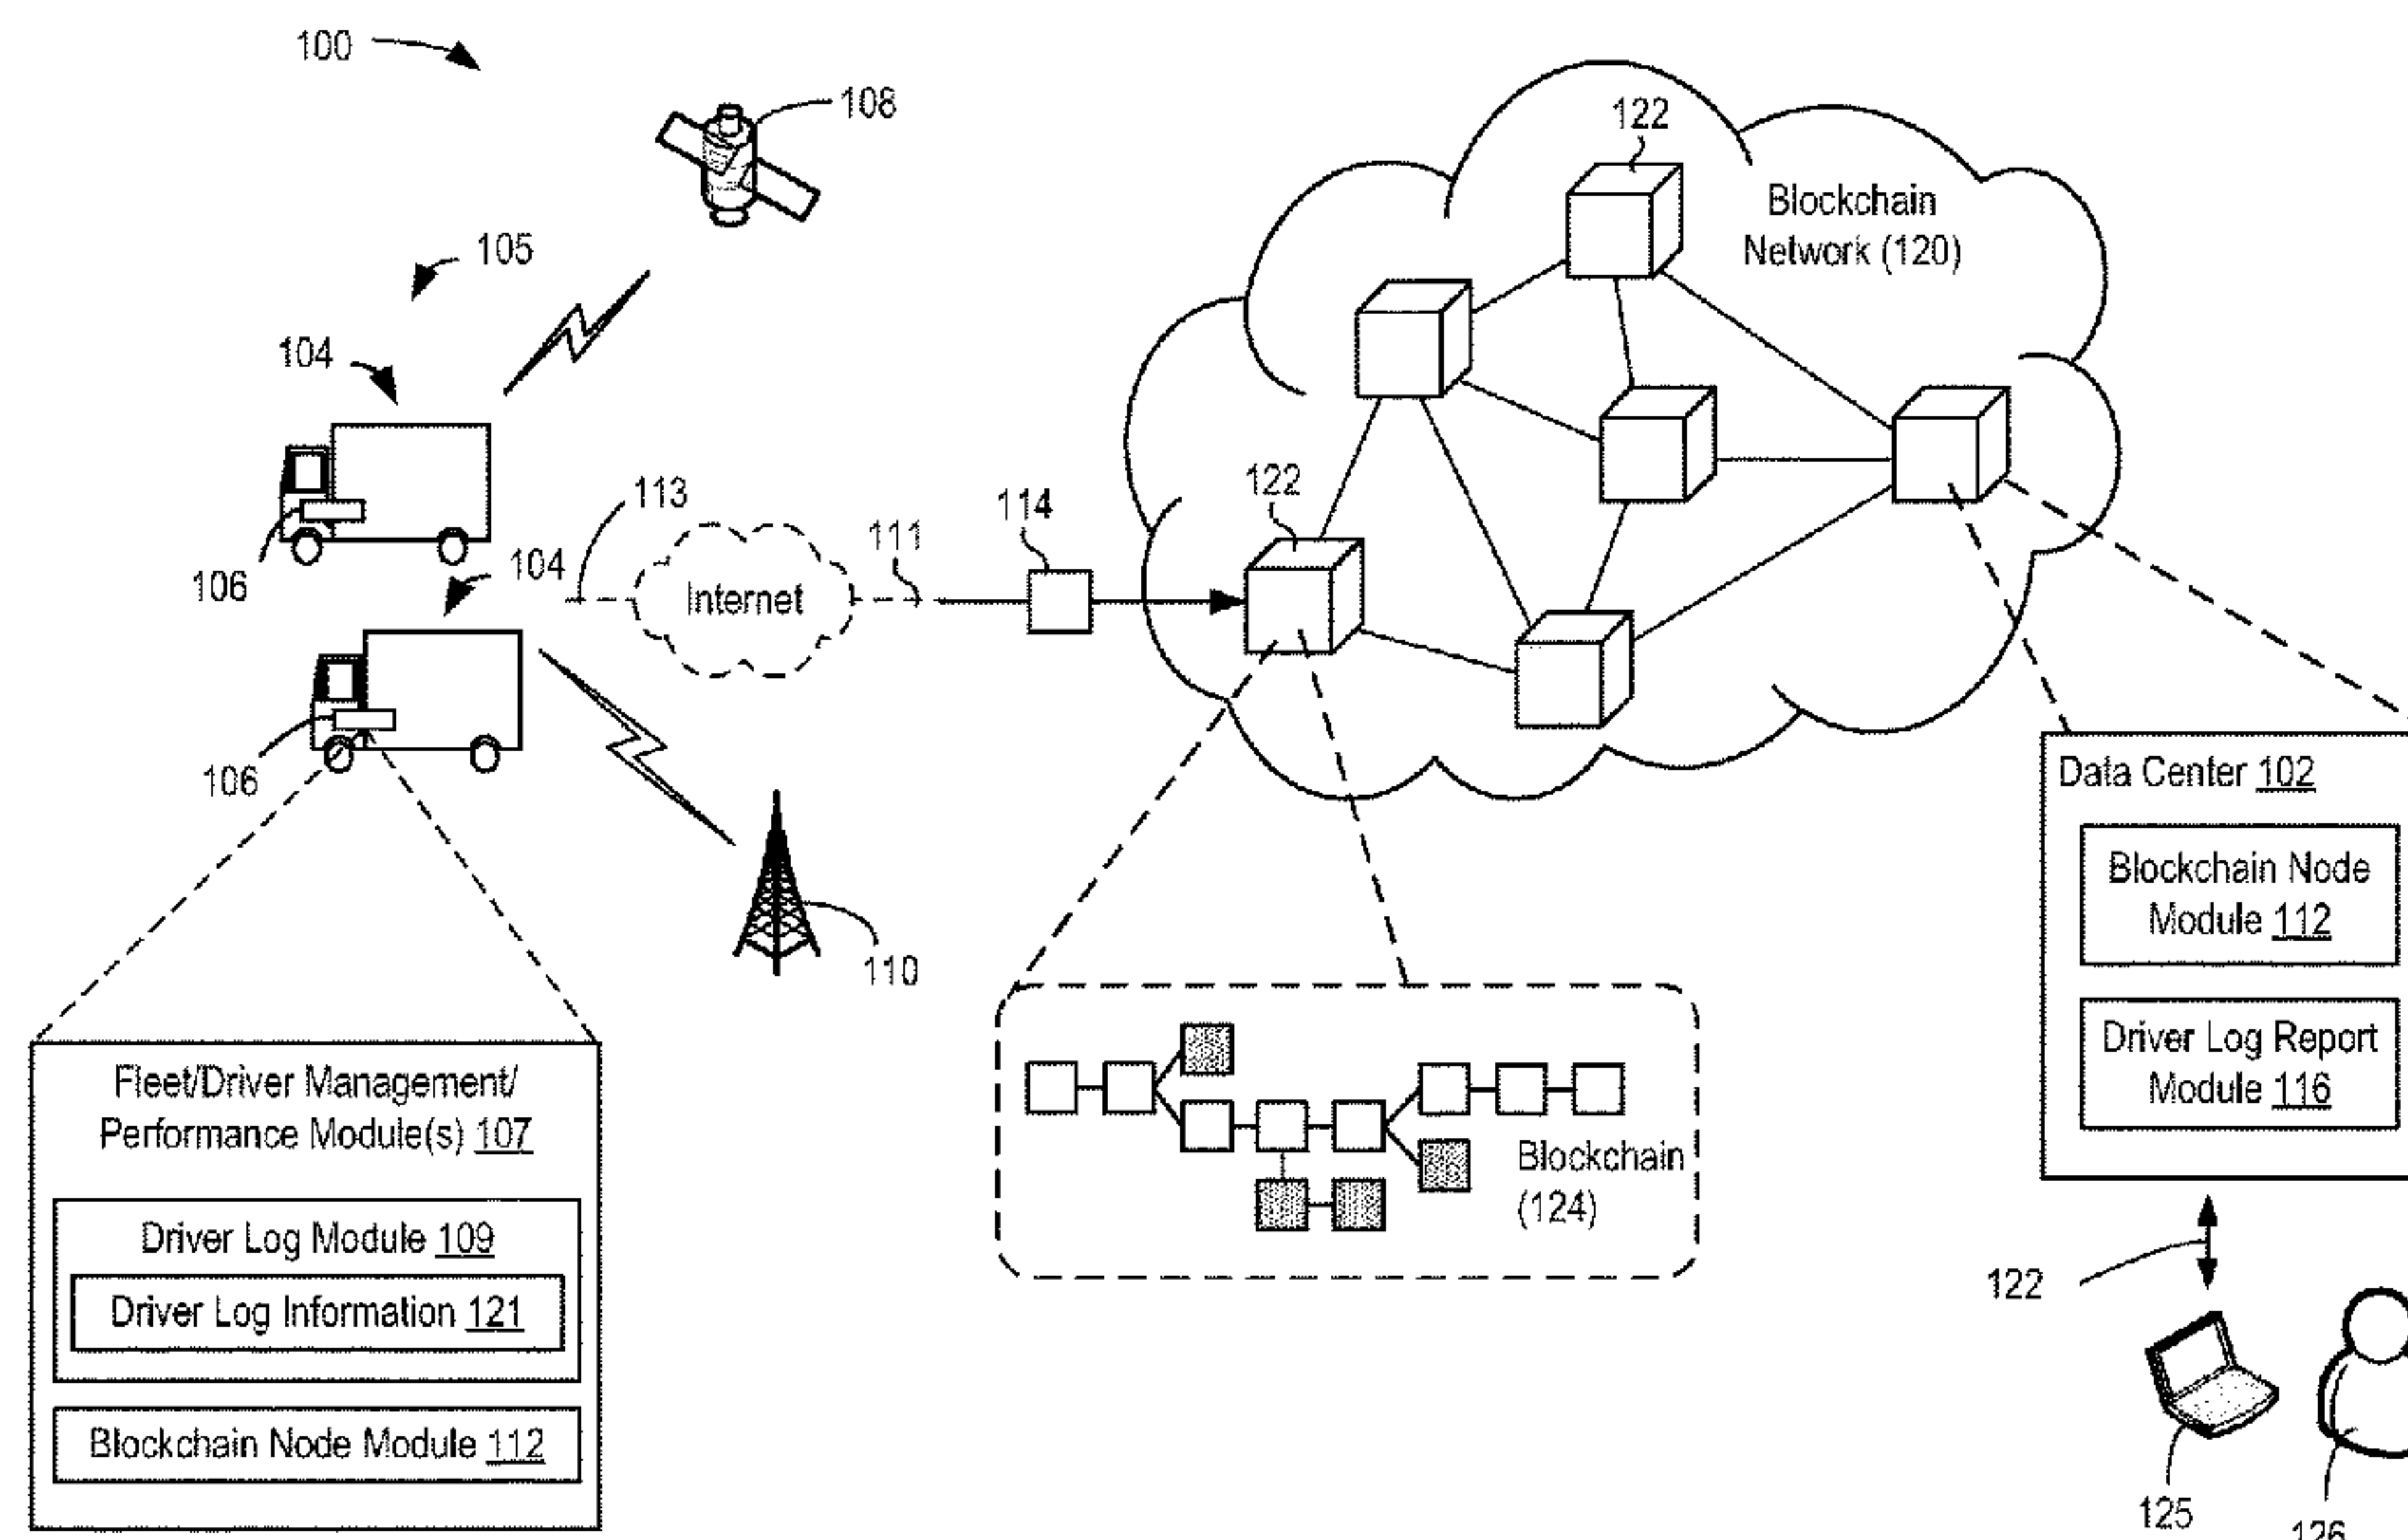 100
108
105
104
106
113
104
106
Internet
111
114
110
122
Blockchain
Network (120)
122
Data Center 102
Blockchain Node
Module 112
Driver Log Report
Module 116
Fleet/Driver Management/
Performance Module(s) 107
Driver Log Module 109
Driver Log Information 121
Blockchain Node Module 112
Blockchain
(124)
122
125
126